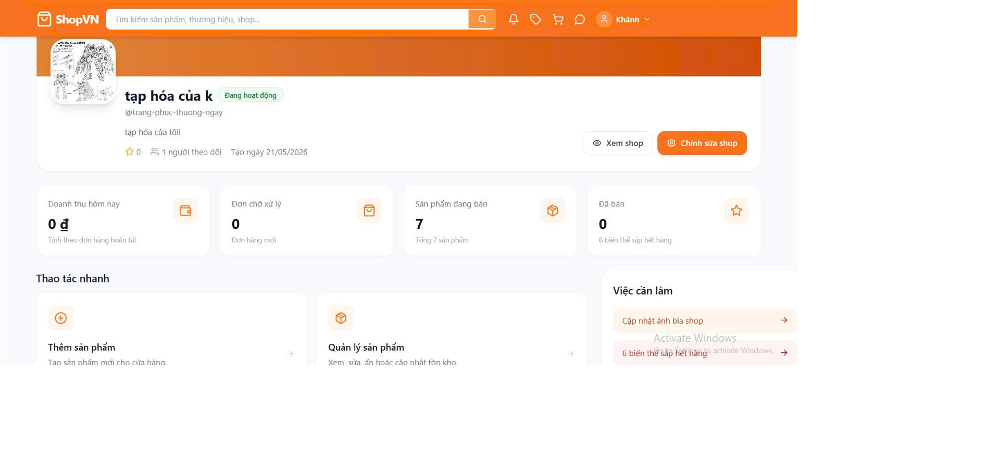 ShopVN
Tìm kiếm sản phẩm, thương hiệu, shop...
Khánh
tạp hóa của k
Đang hoạt động
@trang-phuc-thuong-ngay
tạp hóa của tôii
0
1 người theo dõi
Tạo ngày 21/05/2026
Xem shop
Chỉnh sửa shop
Doanh thu hôm nay
0 ₫
Tính theo đơn hàng hoàn tất
Đơn chờ xử lý
0
Đơn hàng mới
Sản phẩm đang bán
7
Tổng 7 sản phẩm
Đã bán
0
6 biến thể sắp hết hàng
Thao tác nhanh
Thêm sản phẩm
Tạo sản phẩm mới cho cửa hàng.
Quản lý sản phẩm
Xem, sửa, ẩn hoặc cập nhật tồn kho.
Việc cần làm
Cập nhật ảnh bìa shop
6 biến thể sắp hết hàng
Activate Windows
Go to Settings to activate Windows.